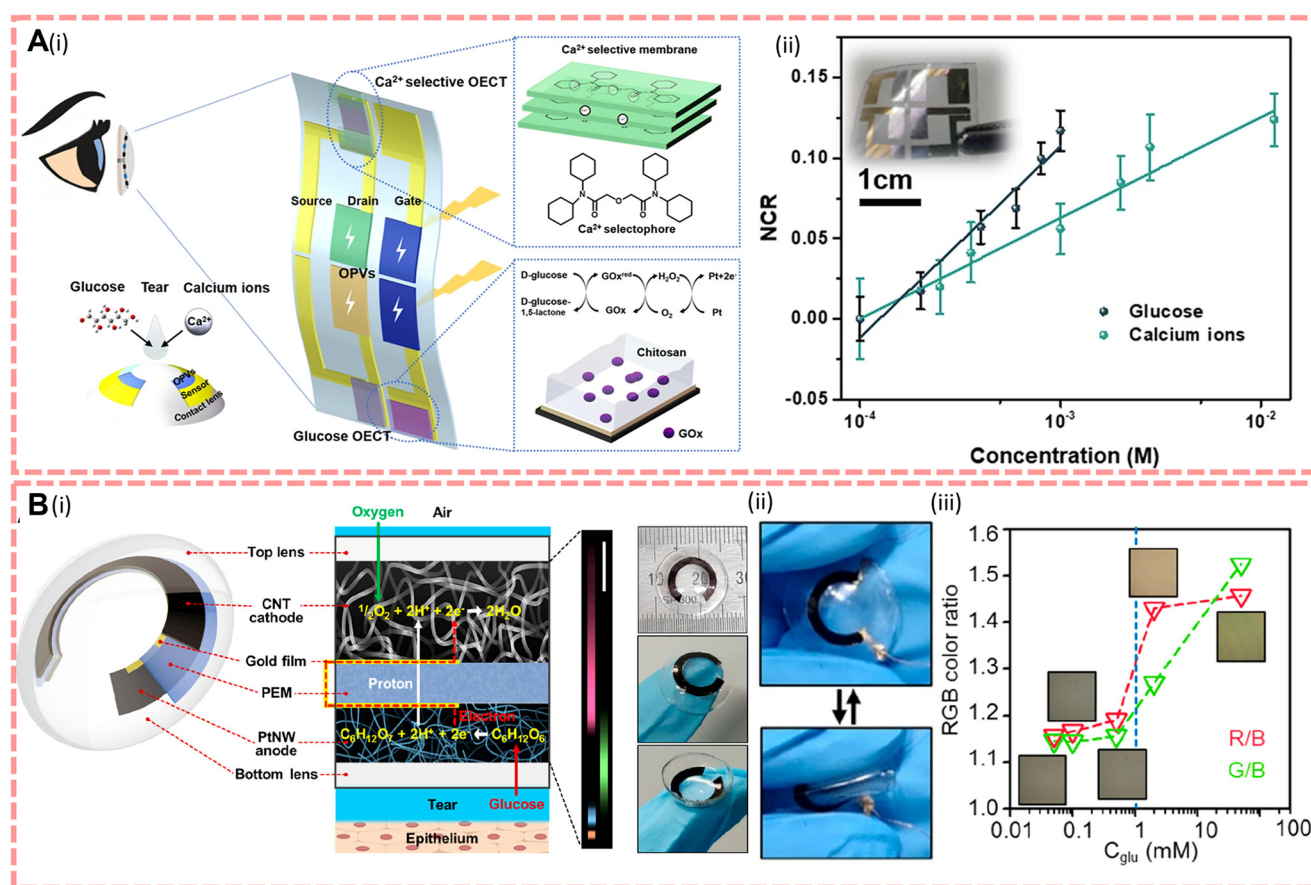 A(i)
Ca²⁺ selective OECT
Source Drain Gate
OPVs
Glucose Tear Calcium ions
Ca²⁺
OPVs
Sensor
Contact lens
Glucose OECT
Ca²⁺ selective membrane
N
N
O
O
O
Ca²⁺ selectophore
D-glucose GOx^red H₂O₂ Pt+2e⁻
D-glucose-
1,5-lactone GOx O₂ Pt
Chitosan
GOx
(ii)
NCR
0.15
0.10
0.05
0.00
-0.05
1cm
Glucose
Calcium ions
10⁻⁴ 10⁻³ 10⁻²
Concentration (M)
B(i)
Top lens
CNT
cathode
Gold film
PEM
PtNW
anode
Bottom lens
Oxygen Air
½O₂ + 2H⁺ + 2e⁻ 2H₂O
Proton
Electron
C₆H₁₂O₇ + 2H⁺ + 2e⁻ C₆H₁₂O₆
Tear Glucose
Epithelium
10 20 30
(ii)
(iii)
RGB color ratio
1.6
1.5
1.4
1.3
1.2
1.1
1.0
R/B
G/B
0.01 0.1 1 10 100
C_glu (mM)